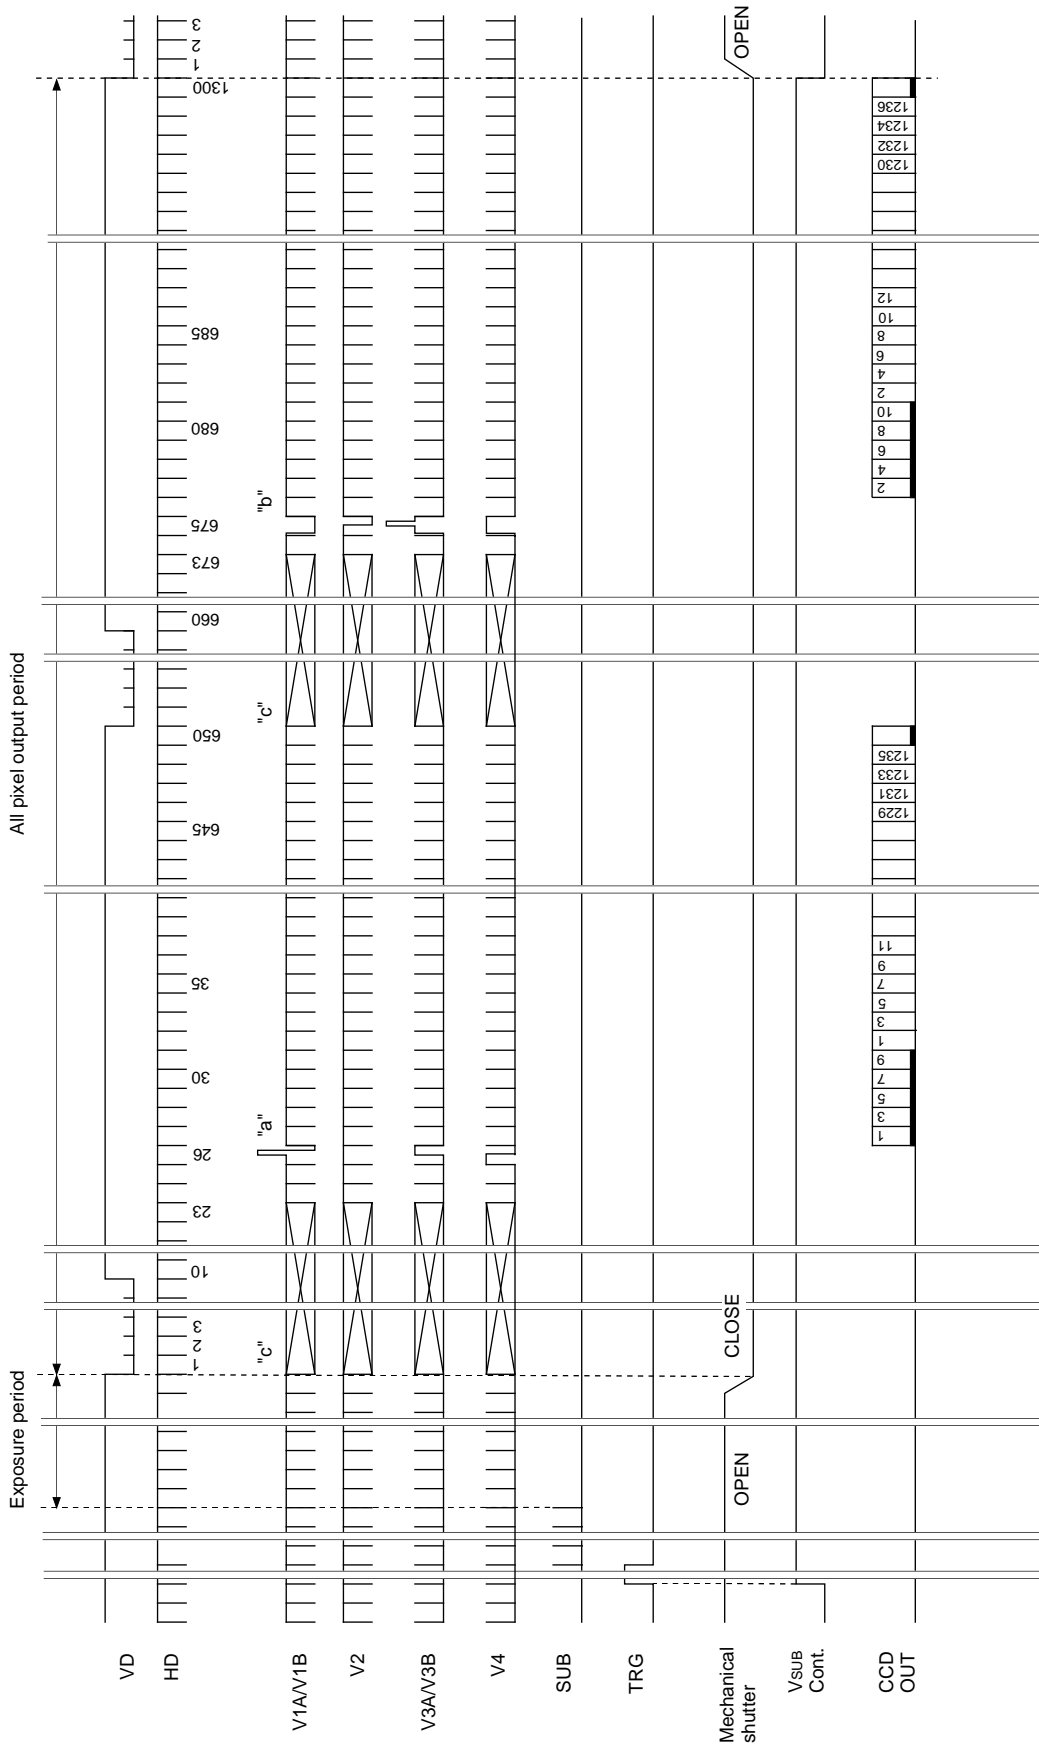 Exposure period
All pixel output period
VD
HD
1
2
3
10
23
26
30
35
645
650
660
673
675
680
685
1300
1
2
3
"c"
"a"
"c"
"b"
V1A/V1B
V2
V3A/V3B
V4
SUB
TRG
Mechanical
shutter
OPEN
CLOSE
OPEN
VSUB
Cont.
CCD
OUT
1
3
5
7
9
1
3
5
7
9
11
1229
1231
1233
1235
2
4
6
8
10
2
4
6
8
10
12
1230
1232
1234
1236